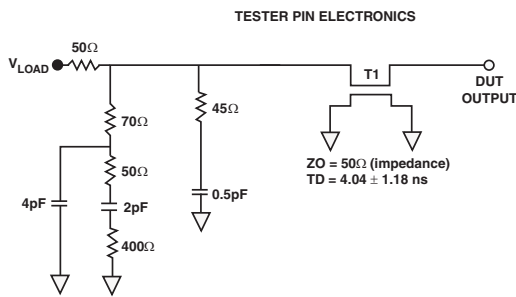 TESTER PIN ELECTRONICS
50Ω
VLOAD
T1
DUT
OUTPUT
70Ω
45Ω
50Ω
ZO = 50Ω (impedance)
TD = 4.04 ± 1.18 ns
4pF
2pF
0.5pF
400Ω